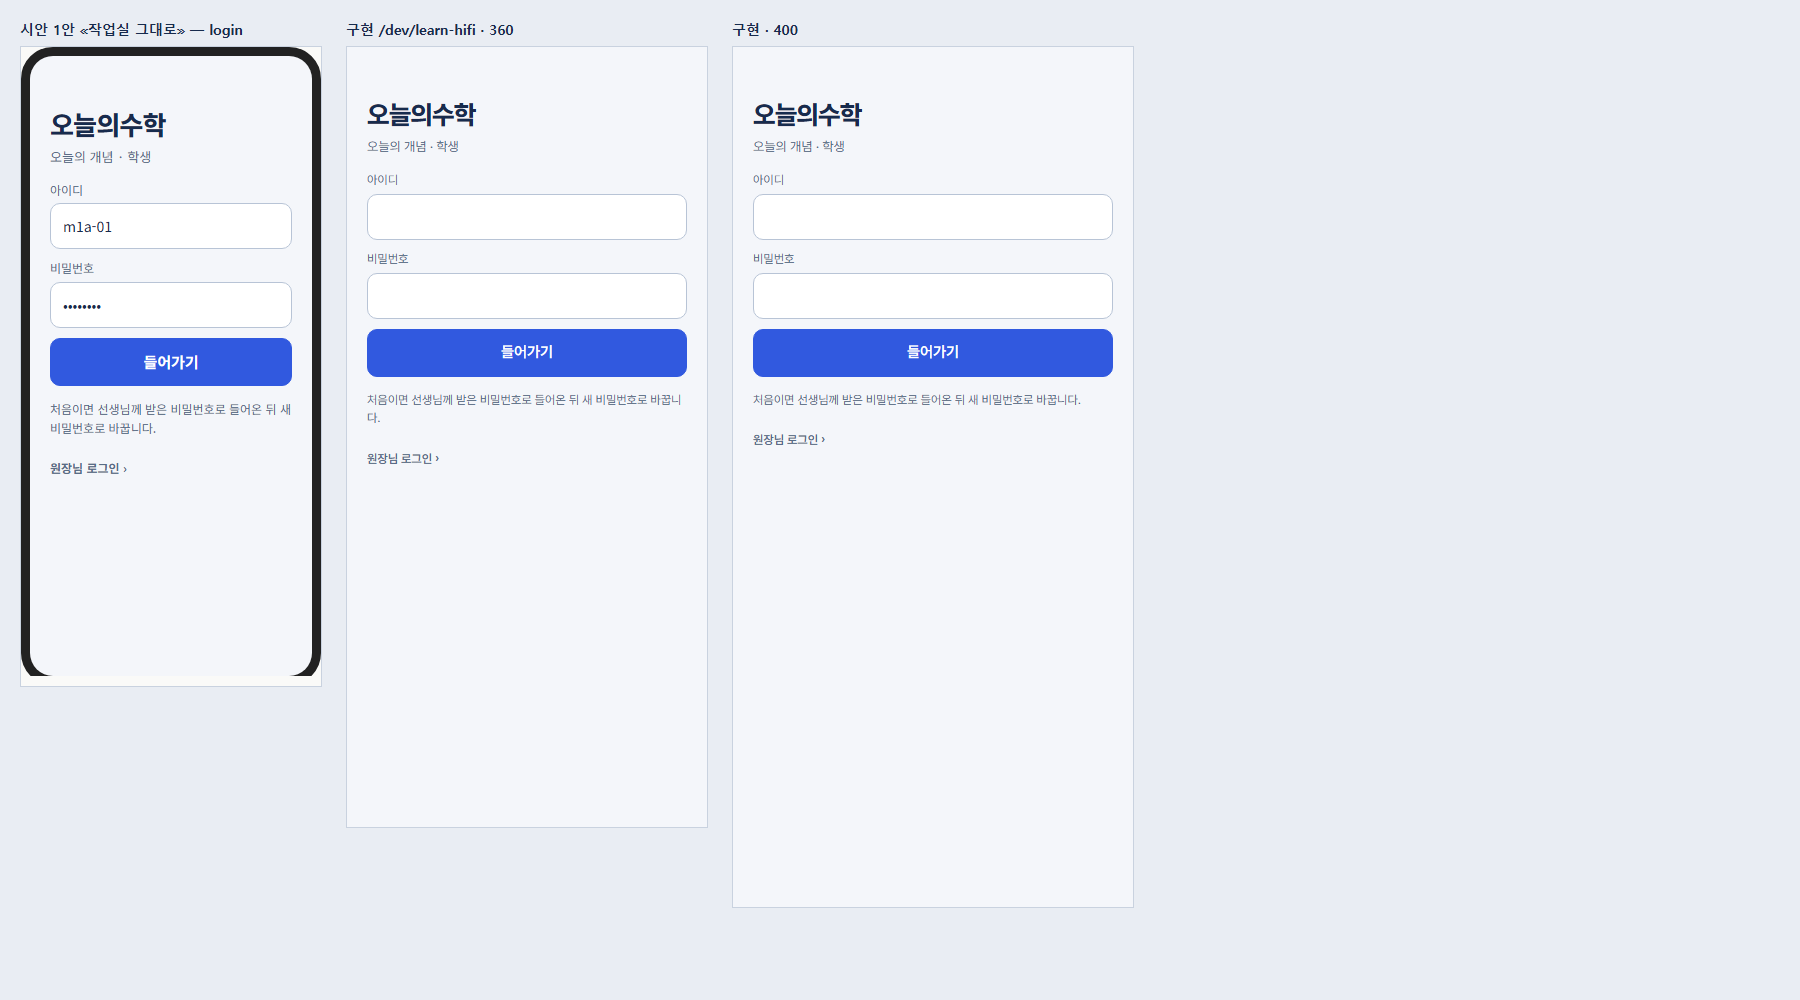 시안 1안 «작업실 그대로» — login
오늘의수학
오늘의 개념 · 학생
아이디
m1a-01
비밀번호
••••••••
들어가기
처음이면 선생님께 받은 비밀번호로 들어온 뒤 새
비밀번호로 바꿉니다.
원장님 로그인 ›
구현 /dev/learn-hifi · 360
오늘의수학
오늘의 개념 · 학생
아이디
비밀번호
들어가기
처음이면 선생님께 받은 비밀번호로 들어온 뒤 새 비밀번호로 바꿉니
다.
원장님 로그인 ›
구현 · 400
오늘의수학
오늘의 개념 · 학생
아이디
비밀번호
들어가기
처음이면 선생님께 받은 비밀번호로 들어온 뒤 새 비밀번호로 바꿉니다.
원장님 로그인 ›